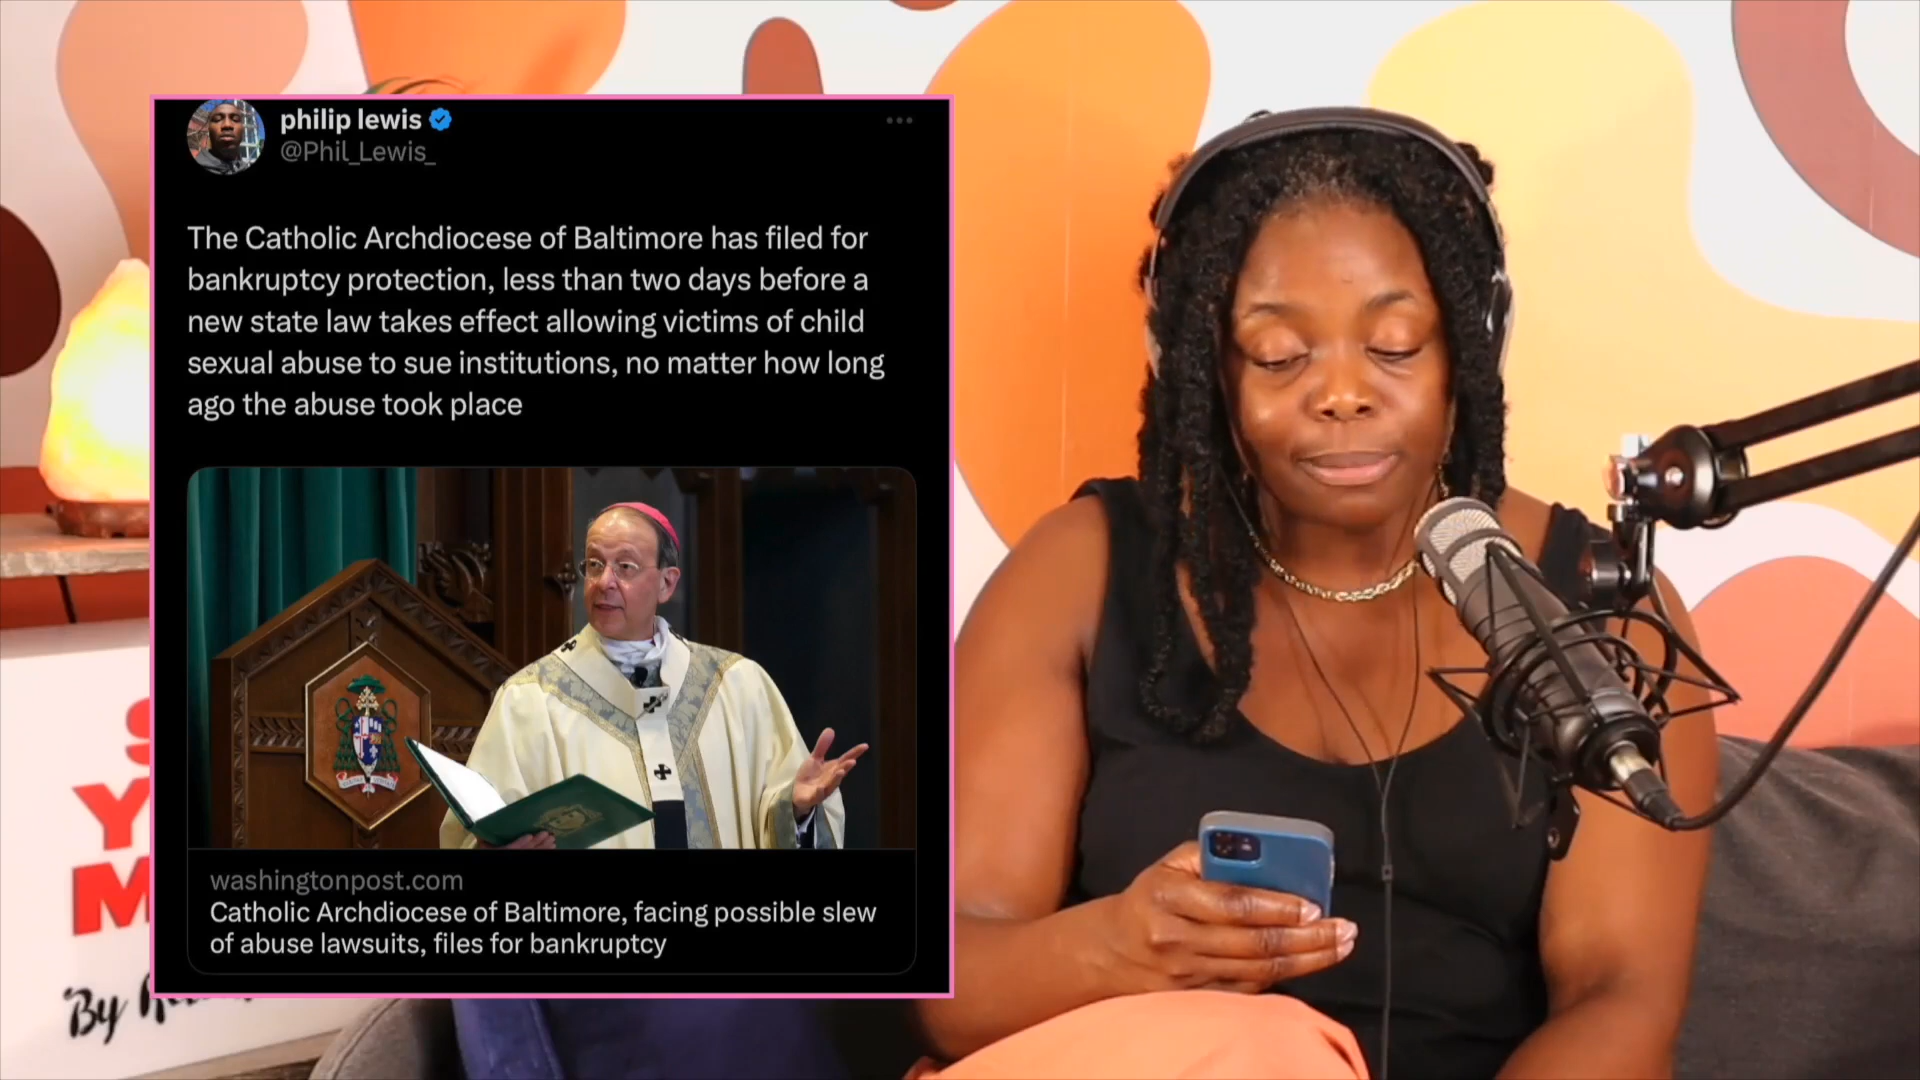 philip lewis
@Phil_Lewis_
The Catholic Archdiocese of Baltimore has filed for
bankruptcy protection, less than two days before a
new state law takes effect allowing victims of child
sexual abuse to sue institutions, no matter how long
ago the abuse took place
washingtonpost.com
Catholic Archdiocese of Baltimore, facing possible slew
of abuse lawsuits, files for bankruptcy
By